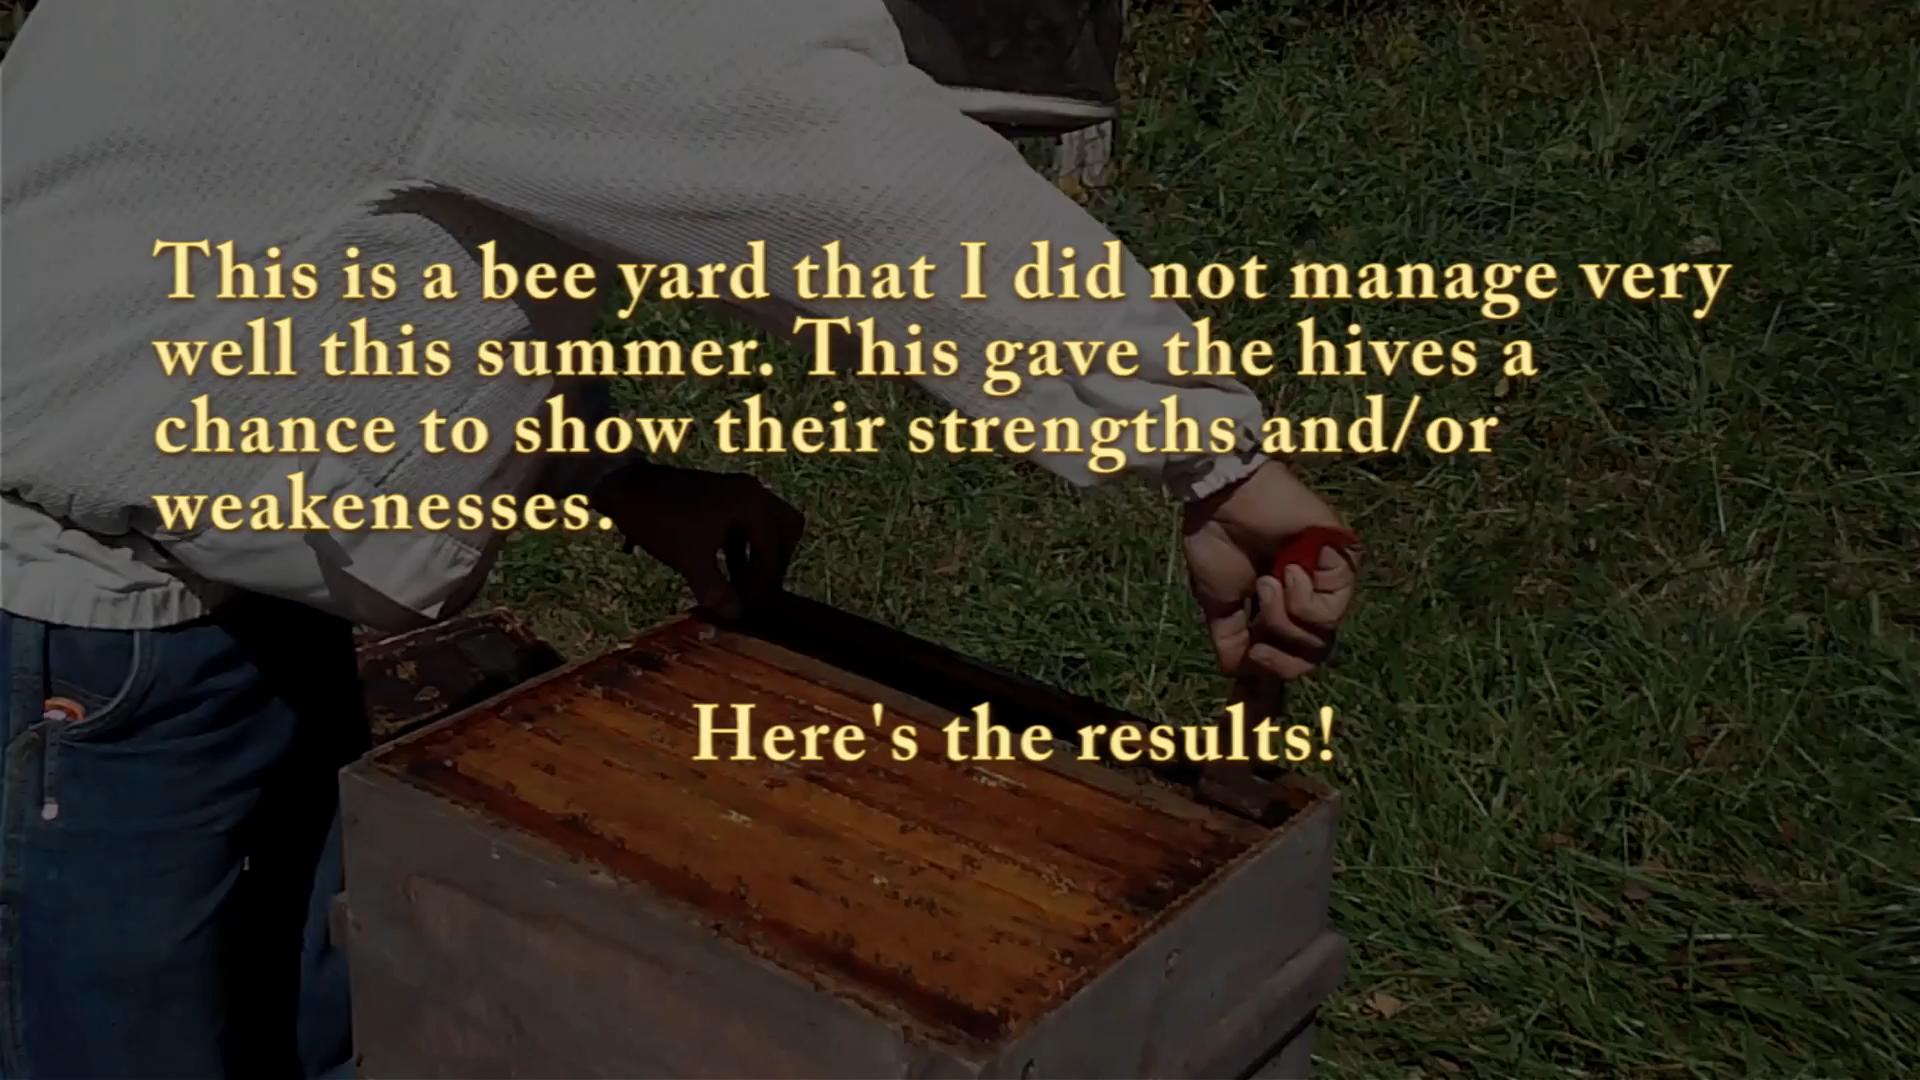 This is a bee yard that I did not manage very
well this summer. This gave the hives a
chance to show their strengths and/or
weakenesses.
Here's the results!